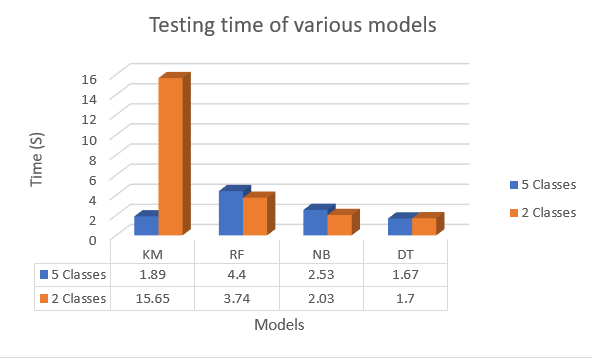 Testing time of various models
16
14
12
10
8
6
4
2
0
Time (S)
5 Classes
2 Classes
KM RF NB DT
5 Classes 1.89 4.4 2.53 1.67
2 Classes 15.65 3.74 2.03 1.7
Models